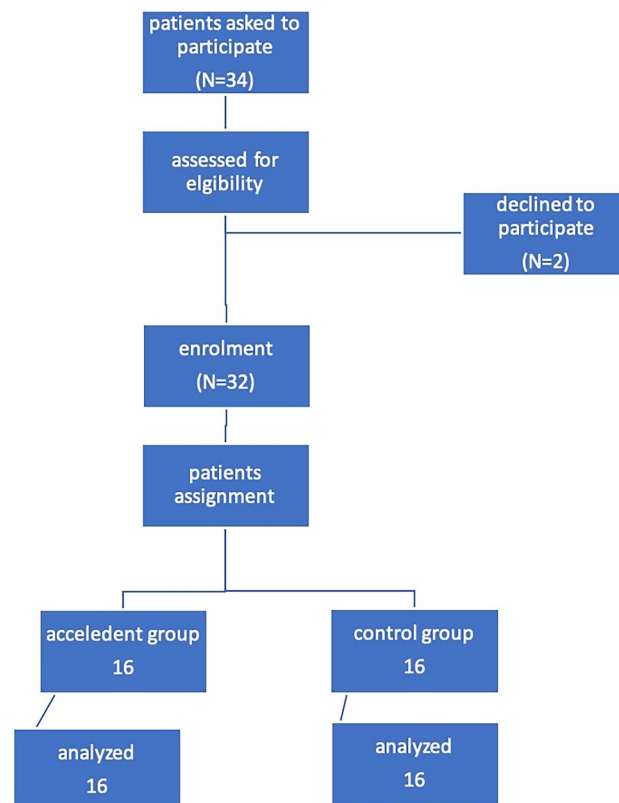 patients asked to
participate
(N=34)
assessed for
elgibility
declined to
participate
(N=2)
enrolment
(N=32)
patients
assignment
acceledent group
16
control group
16
analyzed
16
analyzed
16